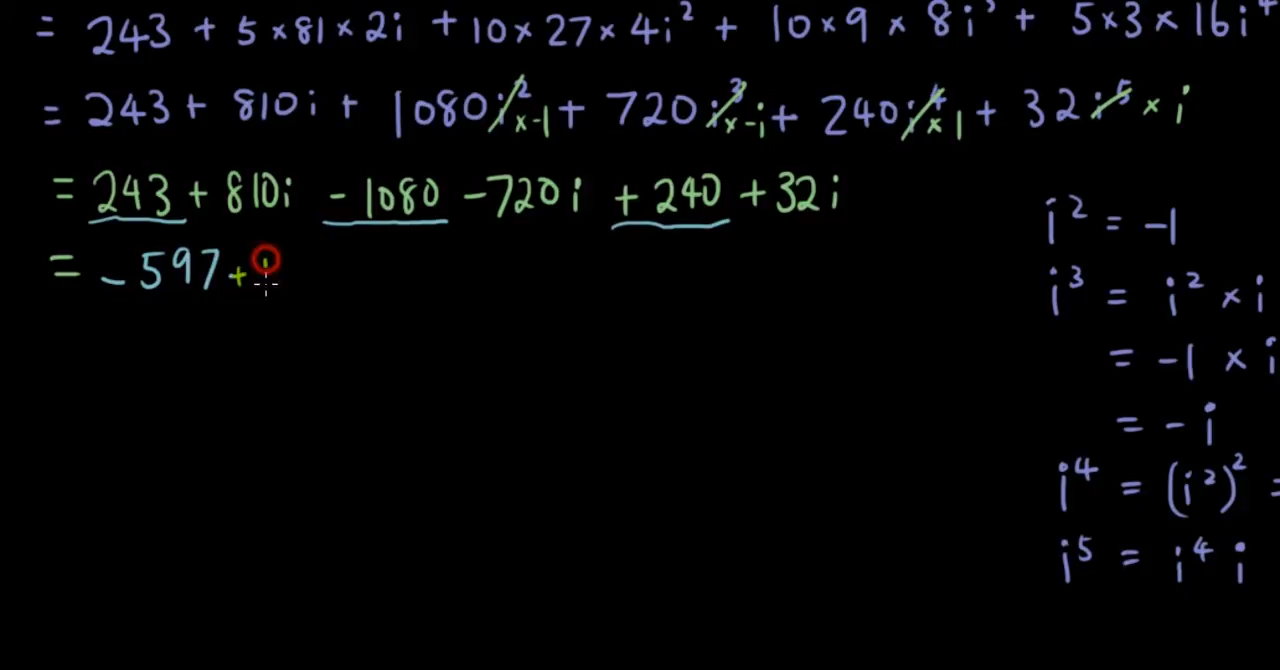 = 243 + 5 × 81 × 2i + 10 × 27 × 4i² + 10 × 9 × 8i³ + 5 × 3 × 16i⁴
= 243 + 810i + 1080i² × -1 + 720i³ × -i + 240i⁴ × 1 + 32i⁵ × i
= 243 + 810i - 1080 - 720i + 240 + 32i
= -597 +
i² = -1
i³ = i² × i
= -1 × i
= -i
i⁴ = (i²)² =
i⁵ = i⁴ i